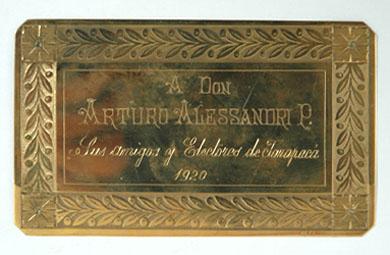 A Don
Arturo Alessandri P.
Sus amigos y Electores de Tarapacá
1920